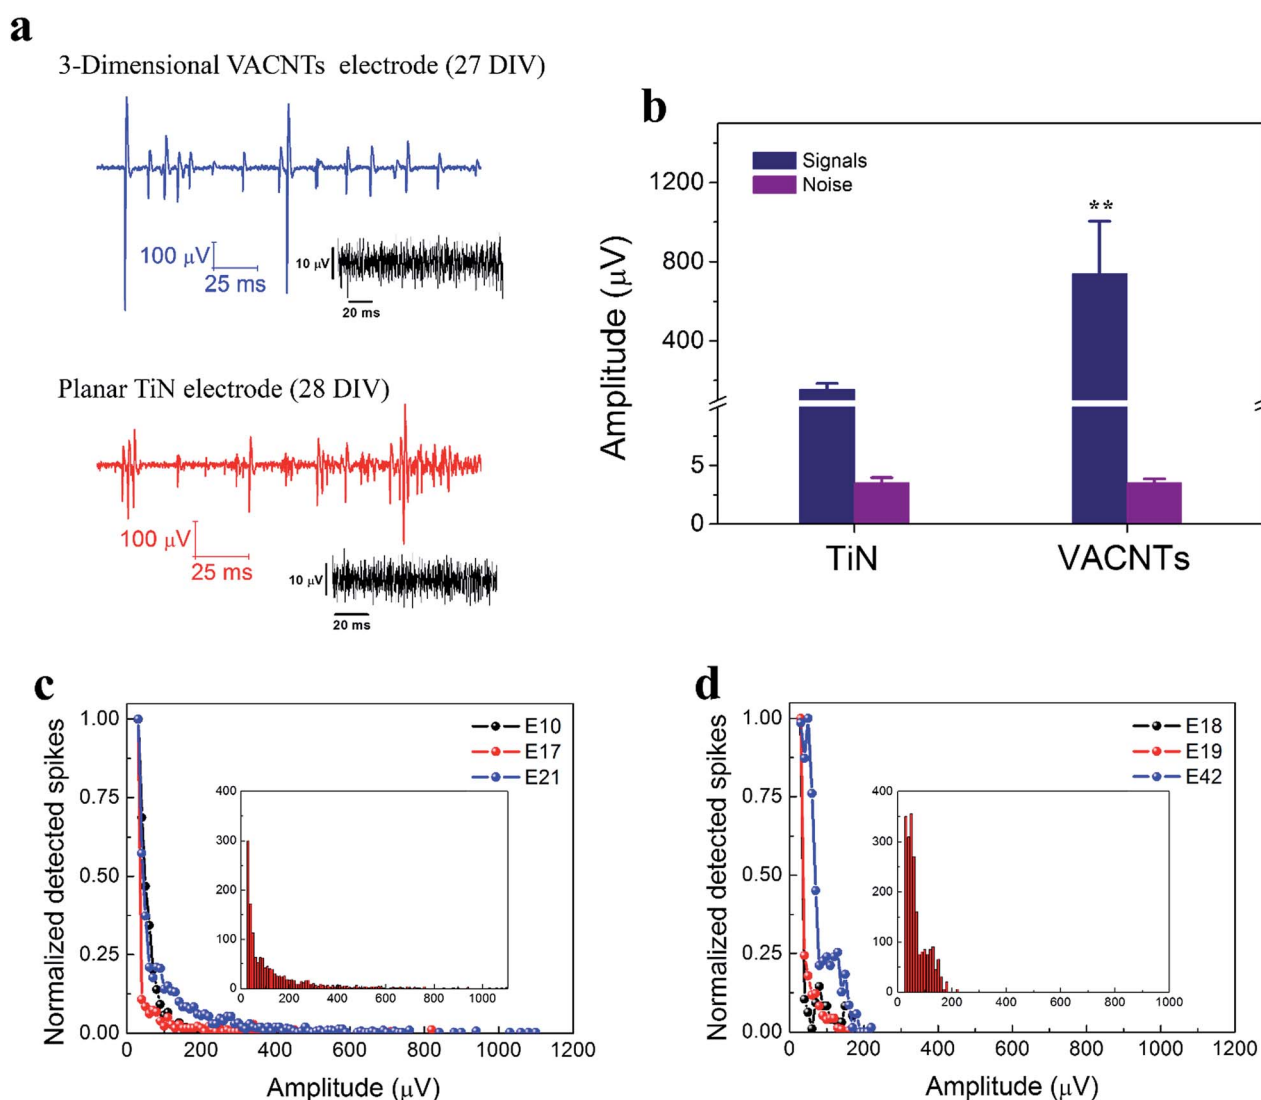 a
3-Dimensional VACNTs electrode (27 DIV)
100 μV
25 ms
10 μV
20 ms
Planar TiN electrode (28 DIV)
100 μV
25 ms
10 μV
20 ms
b
Signals
Noise
**
Amplitude (μV)
1200
800
400
5
0
TiN
VACNTs
c
Normalized detected spikes
1.00
0.75
0.50
0.25
0.00
E10
E17
E21
400
300
200
100
0
0 200 400 600 800 1000
0 200 400 600 800 1000 1200
Amplitude (μV)
d
Normalized detected spikes
1.00
0.75
0.50
0.25
0.00
E18
E19
E42
400
300
200
100
0
0 200 400 600 800 1000
0 200 400 600 800 1000 1200
Amplitude (μV)